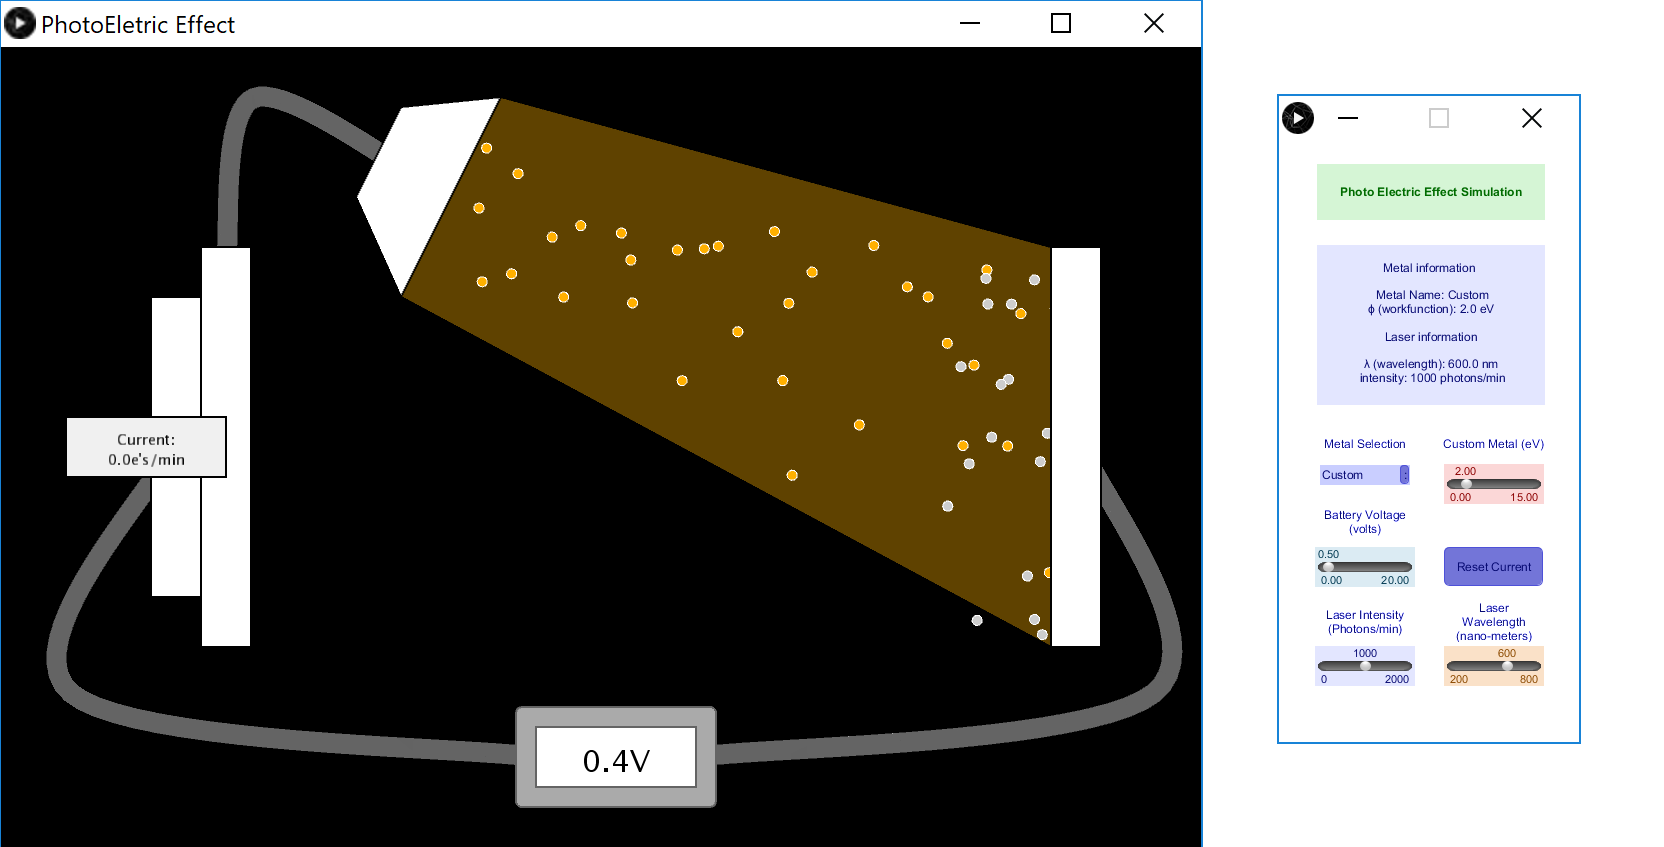 PhotoEletric Effect
Current:
0.0e's/min
0.4V
Photo Electric Effect Simulation
Metal information
Metal Name: Custom
ϕ (workfunction): 2.0 eV
Laser information
λ (wavelength): 600.0 nm
intensity: 1000 photons/min
Metal Selection
Custom
:
Custom Metal (eV)
2.00
0.00 15.00
Battery Voltage
(volts)
0.50
0.00 20.00
Reset Current
Laser Intensity
(Photons/min)
1000
0 2000
Laser
Wavelength
(nano-meters)
600
200 800